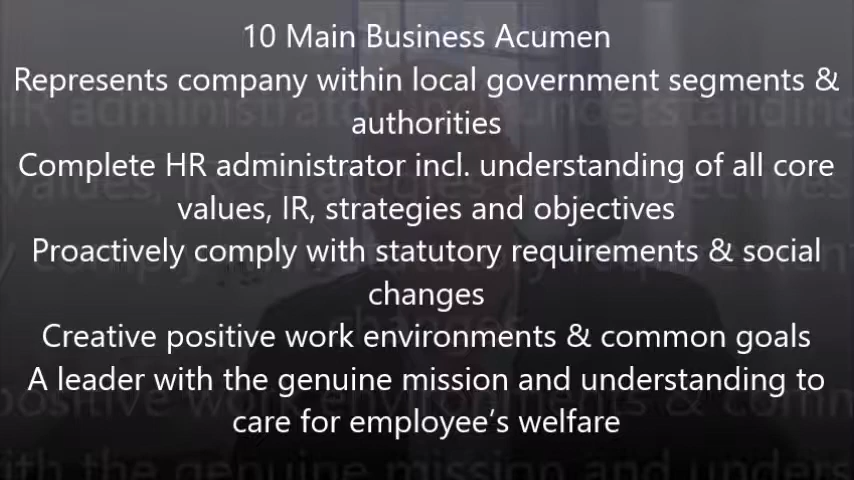 10 Main Business Acumen
Represents company within local government segments &
authorities
Complete HR administrator incl. understanding of all core
values, IR, strategies and objectives
Proactively comply with statutory requirements & social
changes
Creative positive work environments & common goals
A leader with the genuine mission and understanding to
care for employee’s welfare